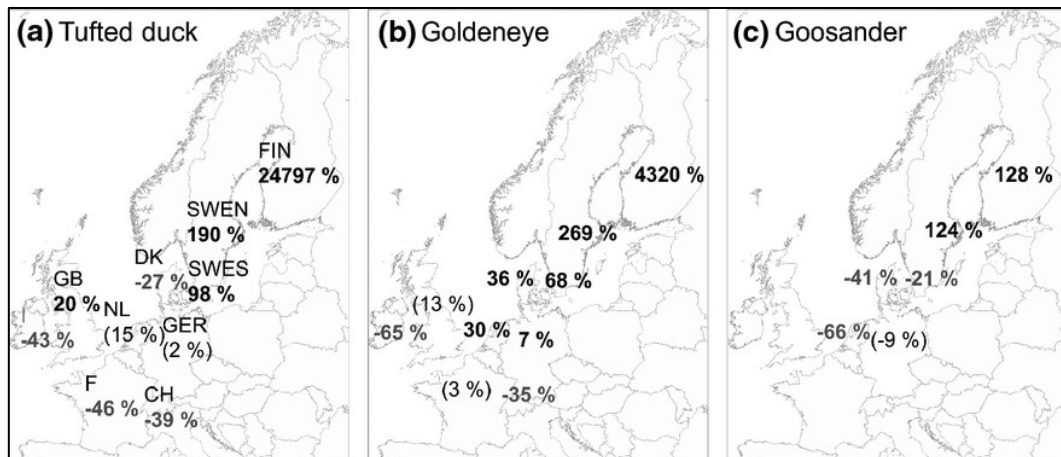 (a) Tufted duck
FIN
24797 %
SWEN
190 %
DK
-27 %
SWES
98 %
GB
20 %
I
-43 %
NL
(15 %)
GER
(2 %)
F
-46 %
CH
-39 %
(b) Goldeneye
4320 %
269 %
36 % 68 %
(13 %)
-65 %
30 %
7 %
(3 %)
-35 %
(c) Goosander
128 %
124 %
-41 % -21 %
-66 % (-9 %)